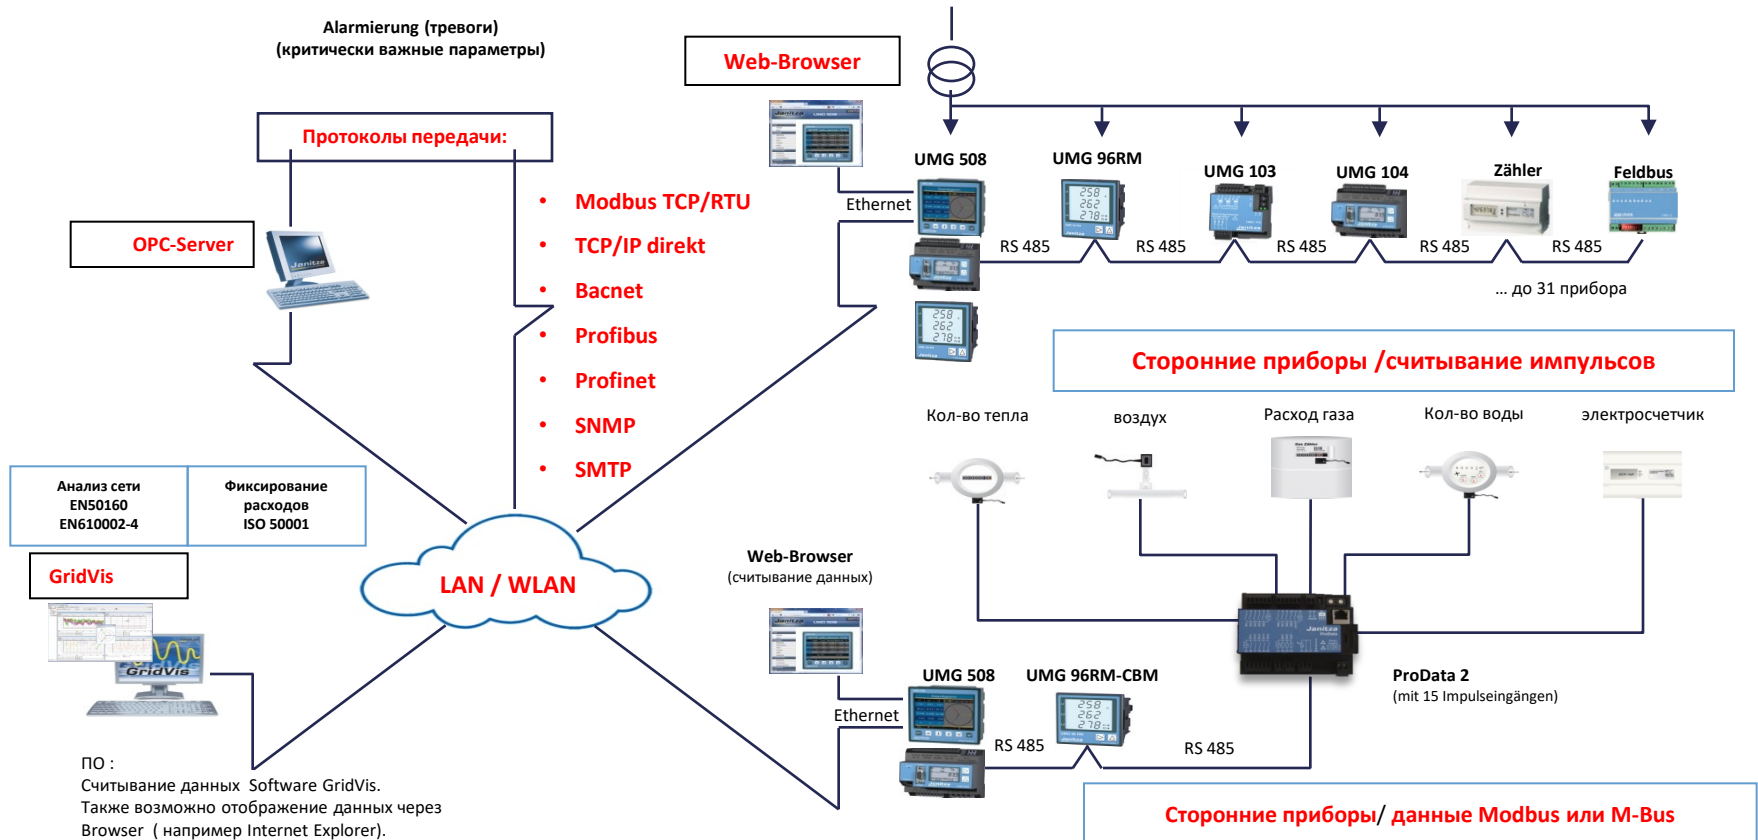 Alarmierung (тревоги)
(критически важные параметры)
Web-Browser
Протоколы передачи:
OPC-Server
• Modbus TCP/RTU
• TCP/IP direkt
• Bacnet
• Profibus
• Profinet
• SNMP
• SMTP
UMG 508
UMG 96RM
UMG 103
UMG 104
Zähler
Feldbus
Ethernet
RS 485
RS 485
RS 485
RS 485
RS 485
... до 31 прибора
Сторонние приборы /считывание импульсов
Кол-во тепла
воздух
Расход газа
Кол-во воды
электросчетчик
Анализ сети
EN50160
EN610002-4
Фиксирование
расходов
ISO 50001
GridVis
GridVis
LAN / WLAN
Web-Browser
(считывание данных)
UMG 508
UMG 96RM-CBM
Ethernet
RS 485
RS 485
Janitza
ProData 2
(mit 15 Impulseingängen)
ПО :
Считывание данных Software GridVis.
Также возможно отображение данных через
Browser ( например Internet Explorer).
Сторонние приборы/ данные Modbus или M-Bus